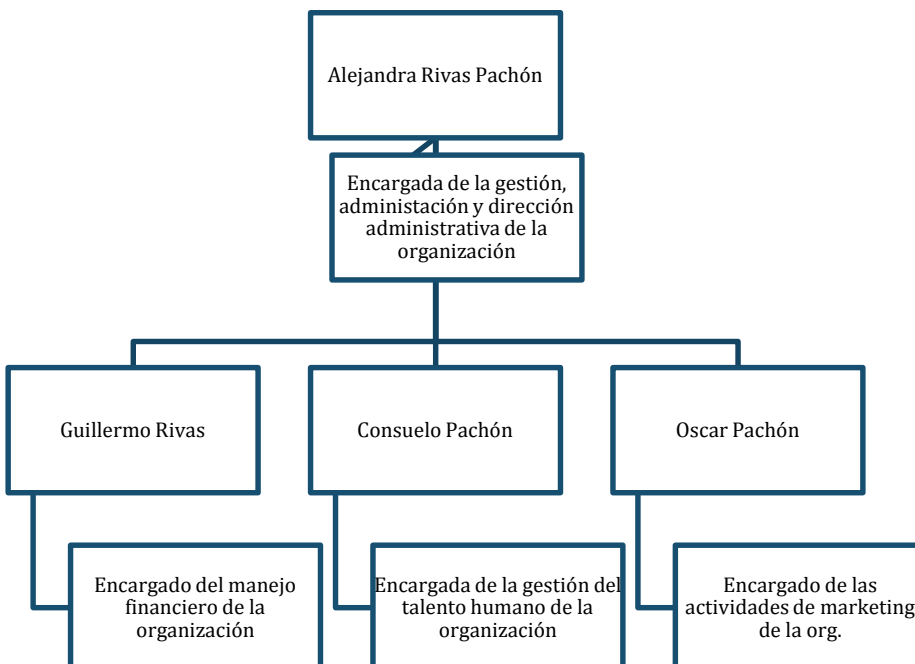 Alejandra Rivas Pachón
Encargada de la gestión,
administación y dirección
administrativa de la
organización
Guillermo Rivas
Consuelo Pachón
Oscar Pachón
Encargado del manejo
financiero de la
organización
Encargada de la gestión del
talento humano de la
organización
Encargado de las
actividades de marketing
de la org.